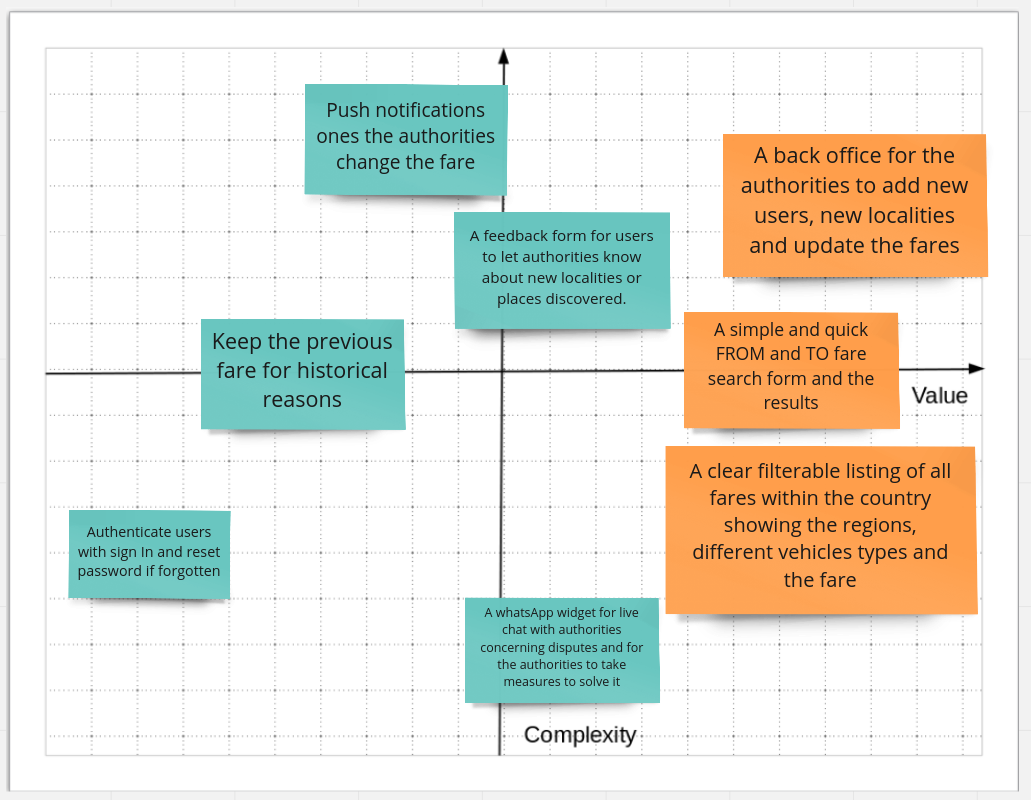 Push notifications
ones the authorities
change the fare
A back office for the
authorities to add new
users, new localities
and update the fares
A feedback form for users
to let authorities know
about new localities or
places discovered.
Keep the previous
fare for historical
reasons
A simple and quick
FROM and TO fare
search form and the
results
Value
A clear filterable listing of all
fares within the country
showing the regions,
different vehicles types and
the fare
Authenticate users
with sign In and reset
password if forgotten
A whatsApp widget for live
chat with authorities
concerning disputes and for
the authorities to take
measures to solve it
Complexity